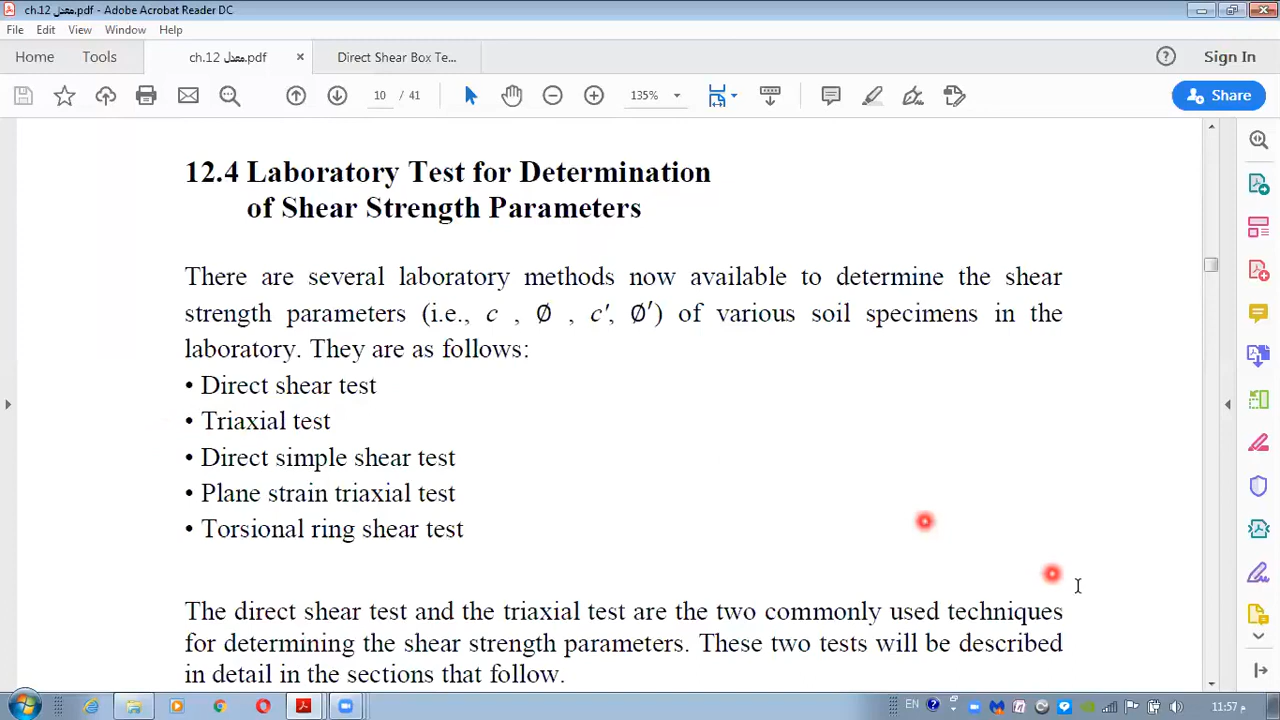 ch.12 معدل.pdf - Adobe Acrobat Reader DC
File Edit View Window Help
Home Tools ch.12 معدل.pdf × Direct Shear Box Te... Sign In
10 / 41 135% Share
12.4 Laboratory Test for Determination
of Shear Strength Parameters
There are several laboratory methods now available to determine the shear
strength parameters (i.e., c , Ø , c′, Ø′) of various soil specimens in the
laboratory. They are as follows:
• Direct shear test
• Triaxial test
• Direct simple shear test
• Plane strain triaxial test
• Torsional ring shear test
The direct shear test and the triaxial test are the two commonly used techniques
for determining the shear strength parameters. These two tests will be described
in detail in the sections that follow.
EN 11:57 م